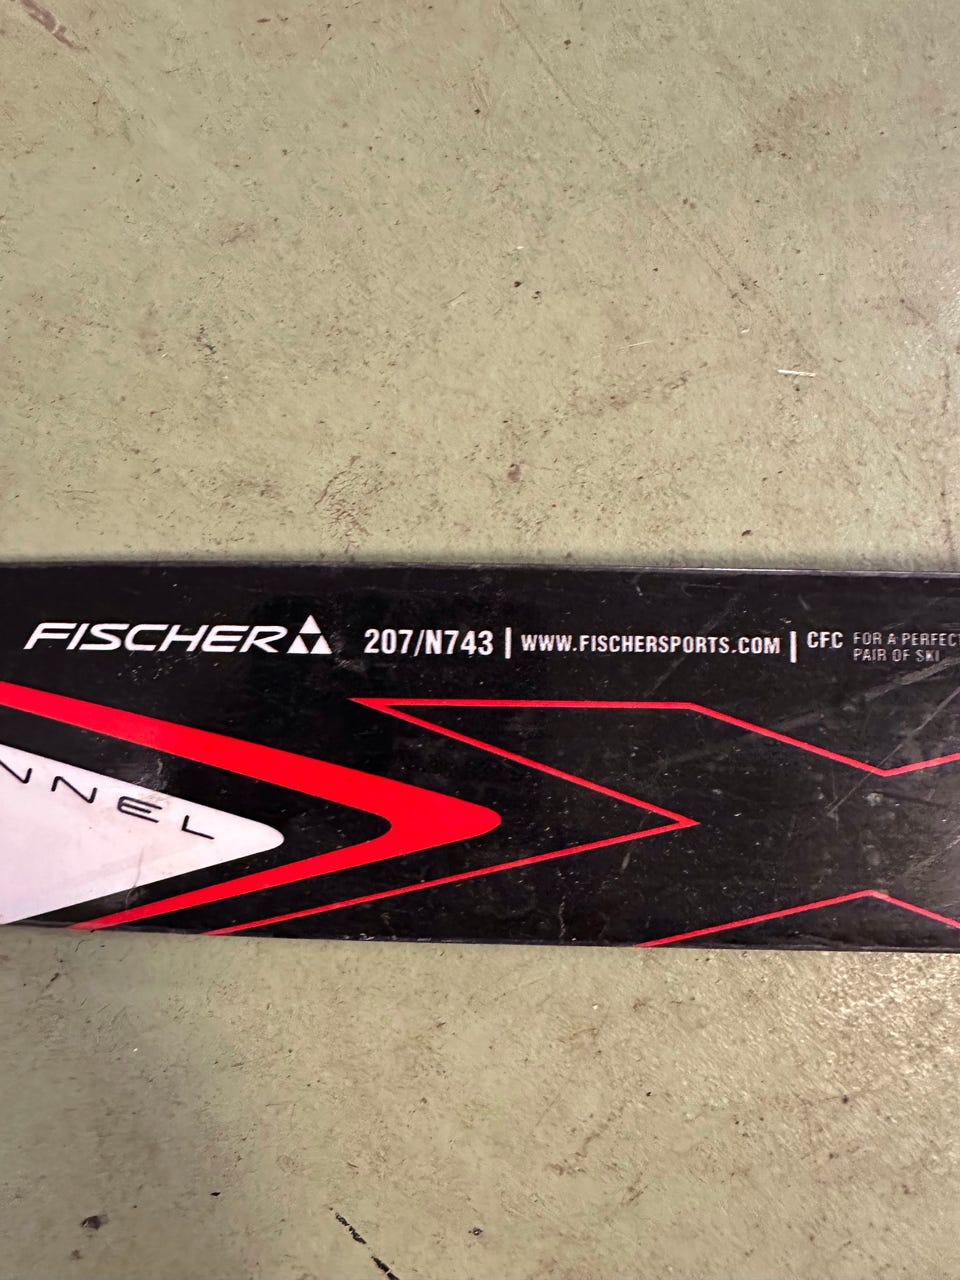 FISCHER 207/N743 | WWW.FISCHERSPORTS.COM | CFC FOR A PERFECT
PAIR OF SKI
NNEL